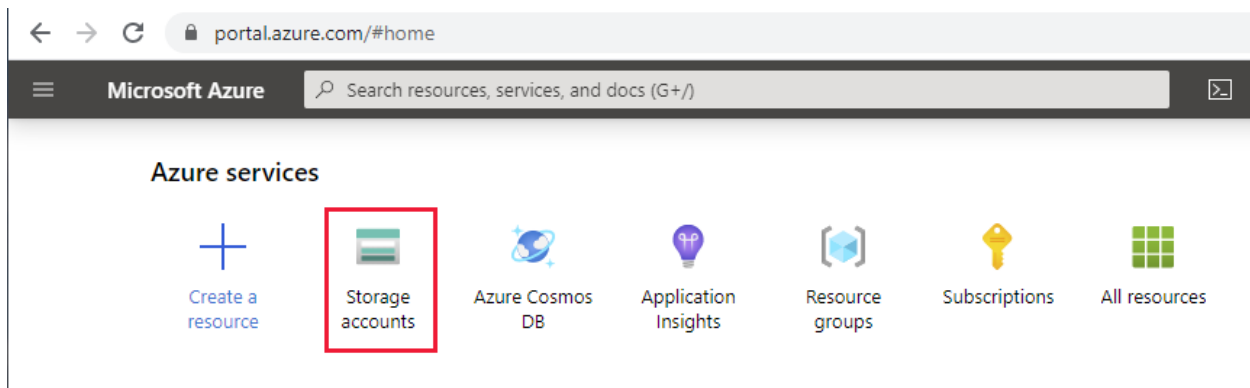 portal.azure.com/#home
Microsoft Azure
Search resources, services, and docs (G+/)
Azure services
Create a
resource
Storage
accounts
Azure Cosmos
DB
Application
Insights
Resource
groups
Subscriptions
All resources